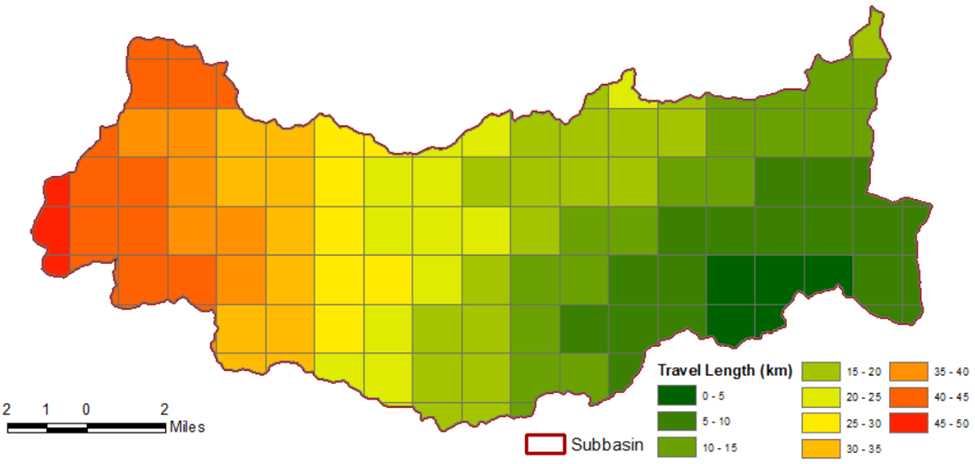 Travel Length (km)
0 - 5
5 - 10
10 - 15
15 - 20
20 - 25
25 - 30
30 - 35
35 - 40
40 - 45
45 - 50
2 1 0 2
Miles
Subbasin